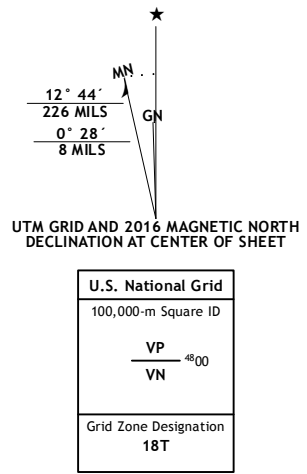 MN
12° 44´
226 MILS
GN
0° 28´
8 MILS
UTM GRID AND 2016 MAGNETIC NORTH
DECLINATION AT CENTER OF SHEET
U.S. National Grid
100,000-m Square ID
VP
4800
VN
Grid Zone Designation
18T